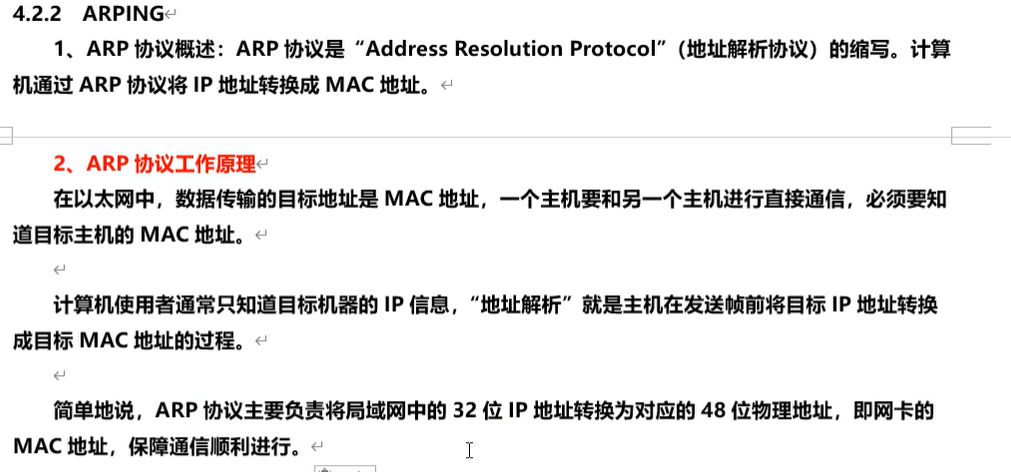 4.2.2 ARPING
1、ARP 协议概述：ARP 协议是“Address Resolution Protocol”（地址解析协议）的缩写。计算
机通过 ARP 协议将 IP 地址转换成 MAC 地址。
2、ARP 协议工作原理
在以太网中，数据传输的目标地址是 MAC 地址，一个主机要和另一个主机进行直接通信，必须要知
道目标主机的 MAC 地址。
计算机使用者通常只知道目标机器的 IP 信息，“地址解析”就是主机在发送帧前将目标 IP 地址转换
成目标 MAC 地址的过程。
简单地说，ARP 协议主要负责将局域网中的 32 位 IP 地址转换为对应的 48 位物理地址，即网卡的
MAC 地址，保障通信顺利进行。